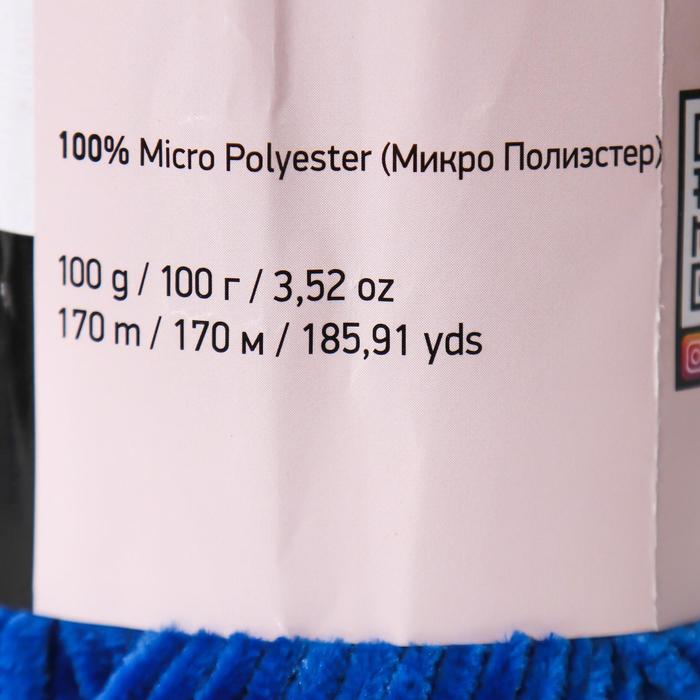 100% Micro Polyester (Микро Полиэстер)
100 g / 100 г / 3,52 oz
170 m / 170 м / 185,91 yds